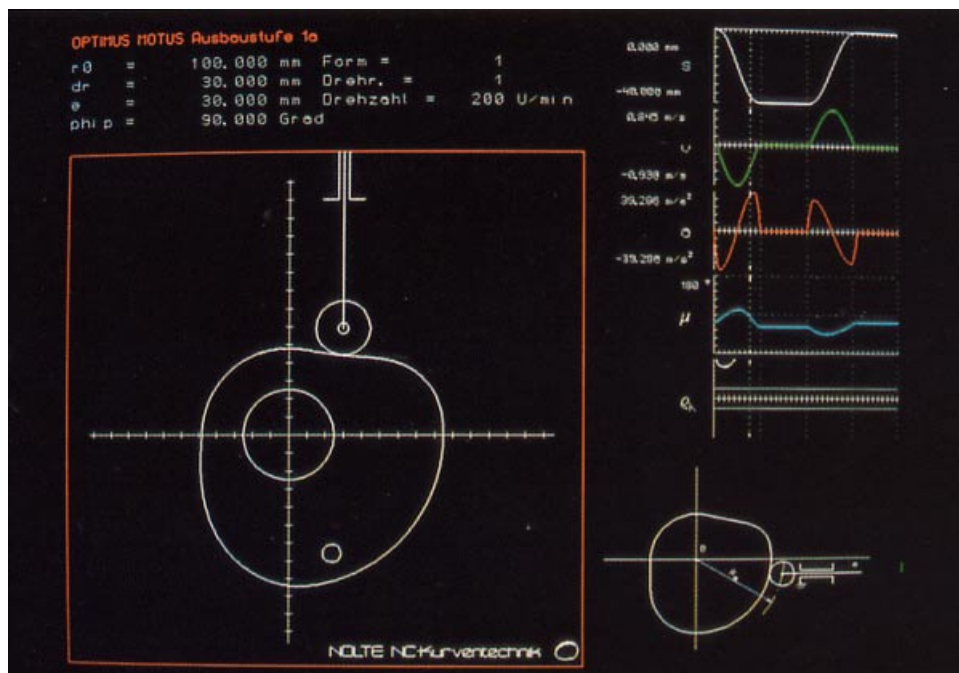 OPTIMUS MOTUS Ausbaustufe 1a
r0 = 100.000 mm Form = 1
dr = 30.000 mm Drehr. = 1
e = 30.000 mm Drehzahl = 200 U/min
phi p = 90.000 Grad
0.000 mm
S
-40.000 mm
0.845 m/s
V
-0.930 m/s
39.286 m/s²
a
-39.286 m/s²
180 °
μ
NOLTE NC-Kurventechnik